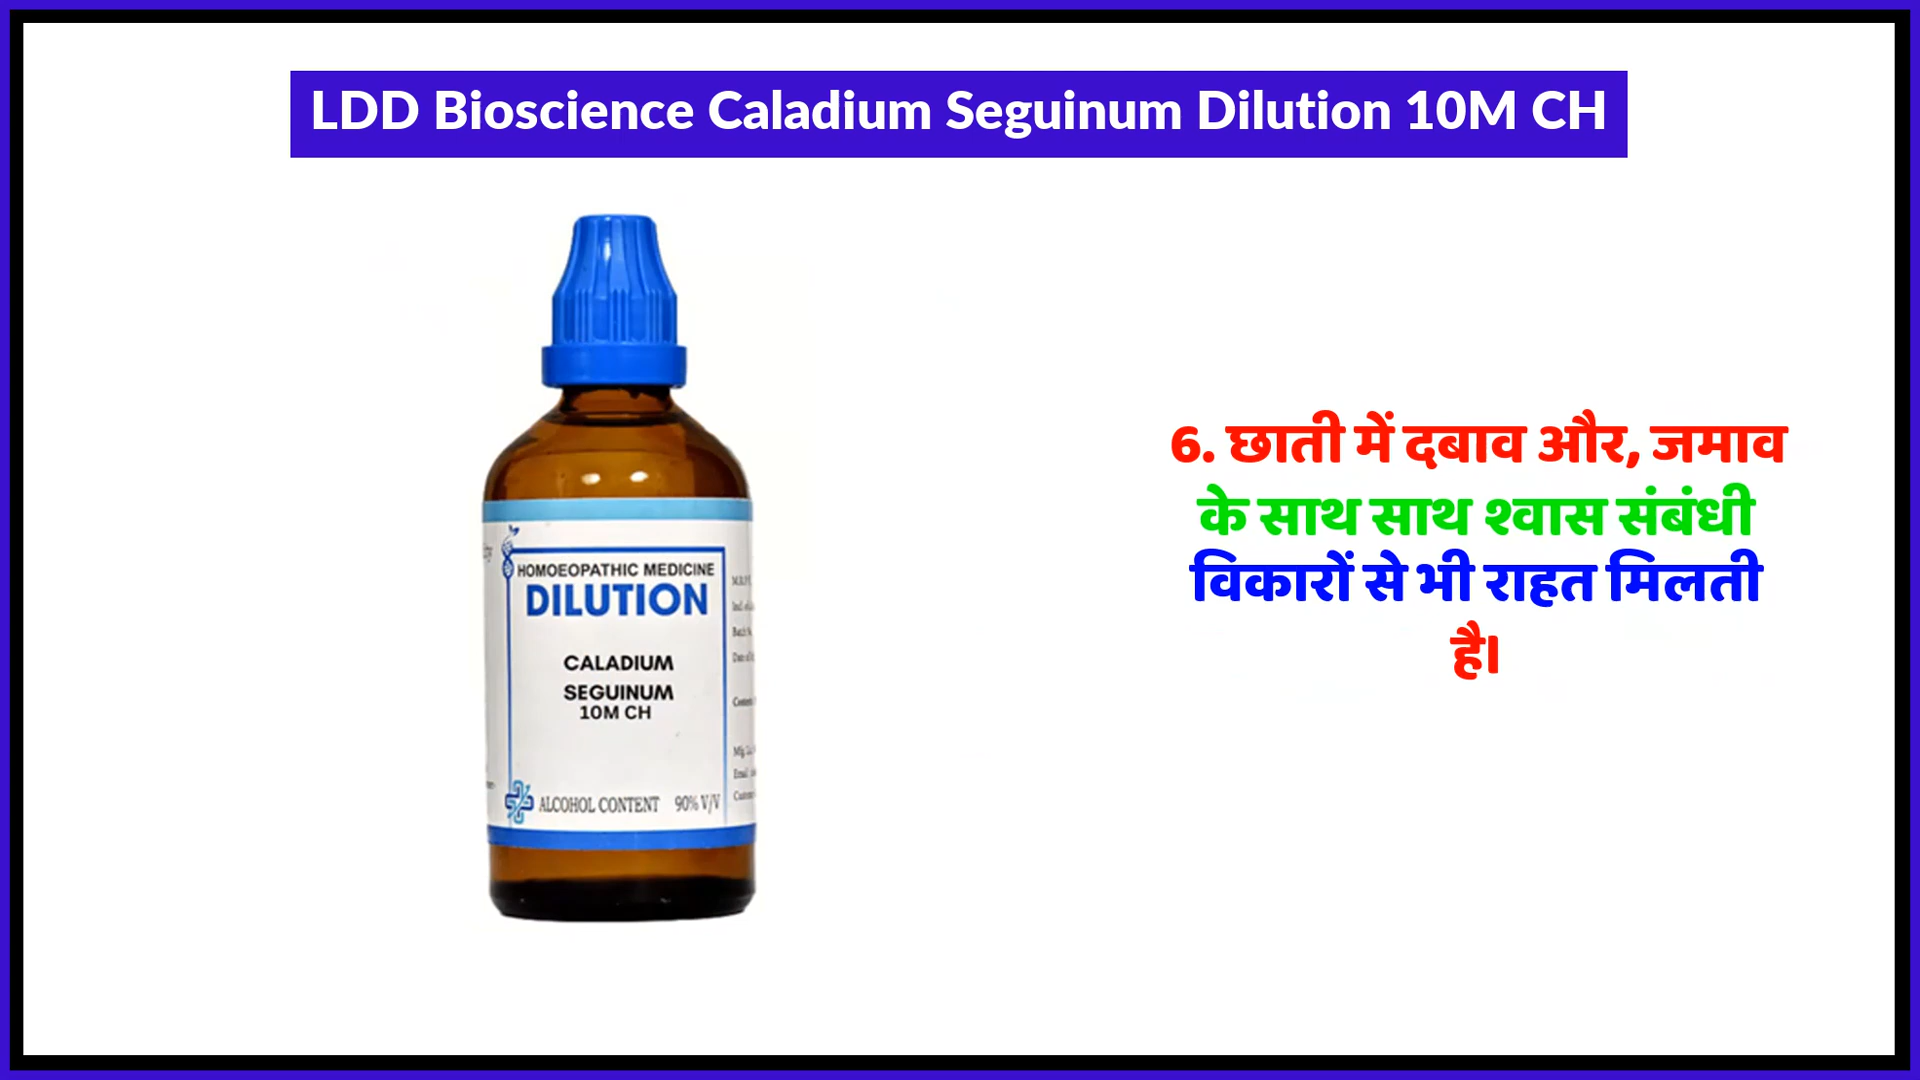 LDD Bioscience Caladium Seguinum Dilution 10M CH
6. छाती में दबाव और, जमाव
के साथ साथ श्वास संबंधी
विकारों से भी राहत मिलती
है।
HOMOEOPATHIC MEDICINE
DILUTION
CALADIUM
SEGUINUM
10M CH
ALCOHOL CONTENT 90% V/V